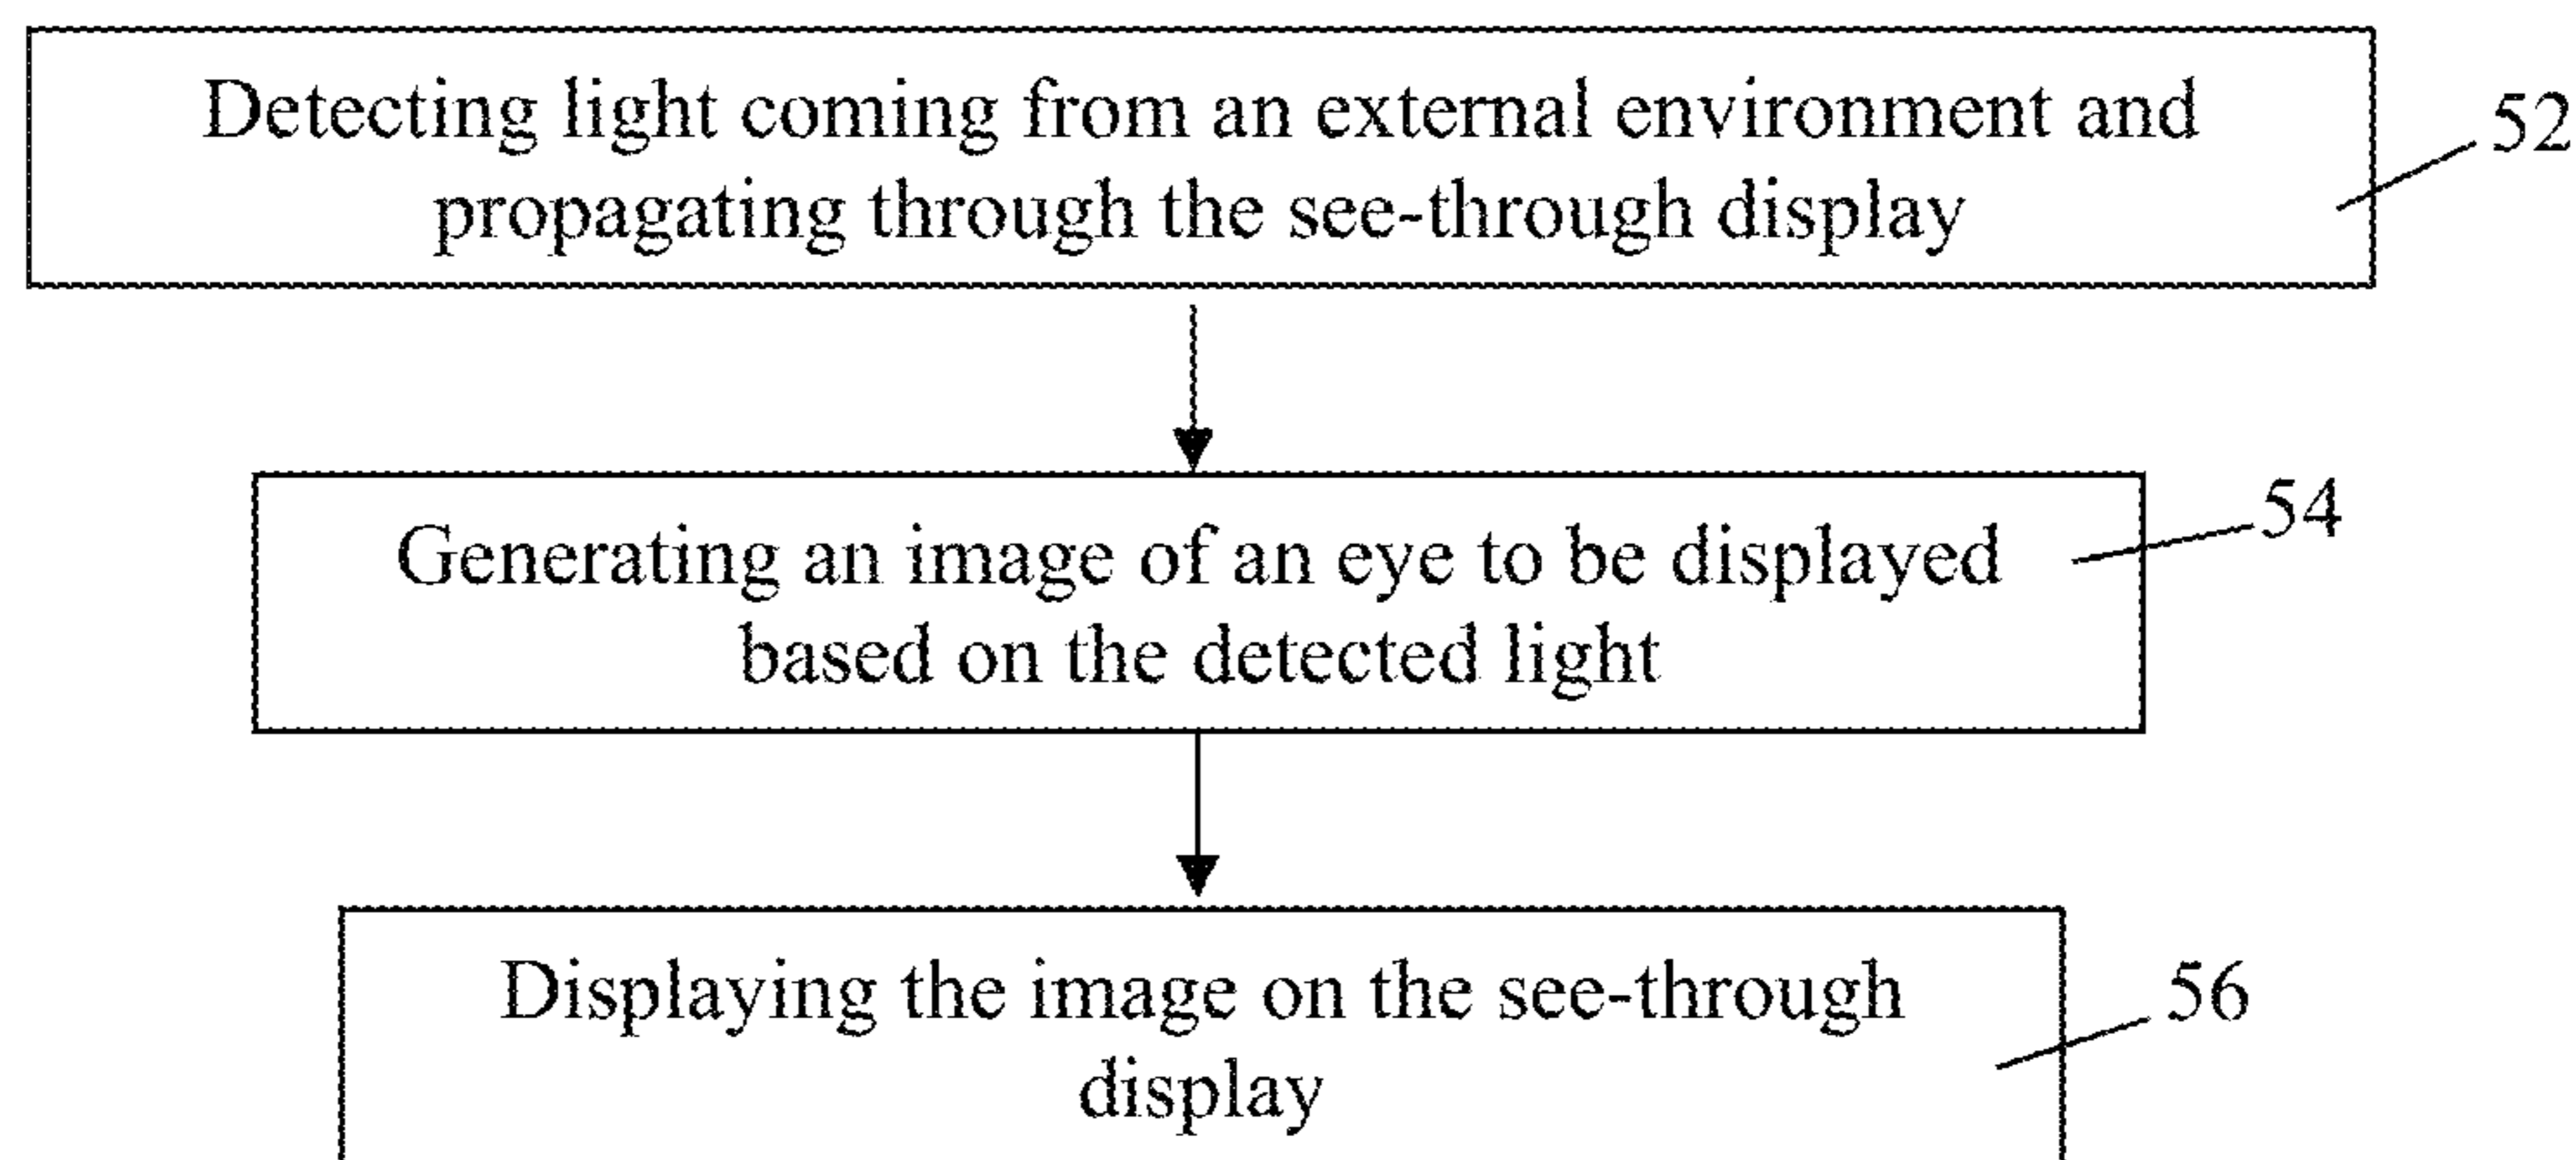 Detecting light coming from an external environment and
propagating through the see-through display
52
Generating an image of an eye to be displayed
based on the detected light
54
Displaying the image on the see-through
display
56